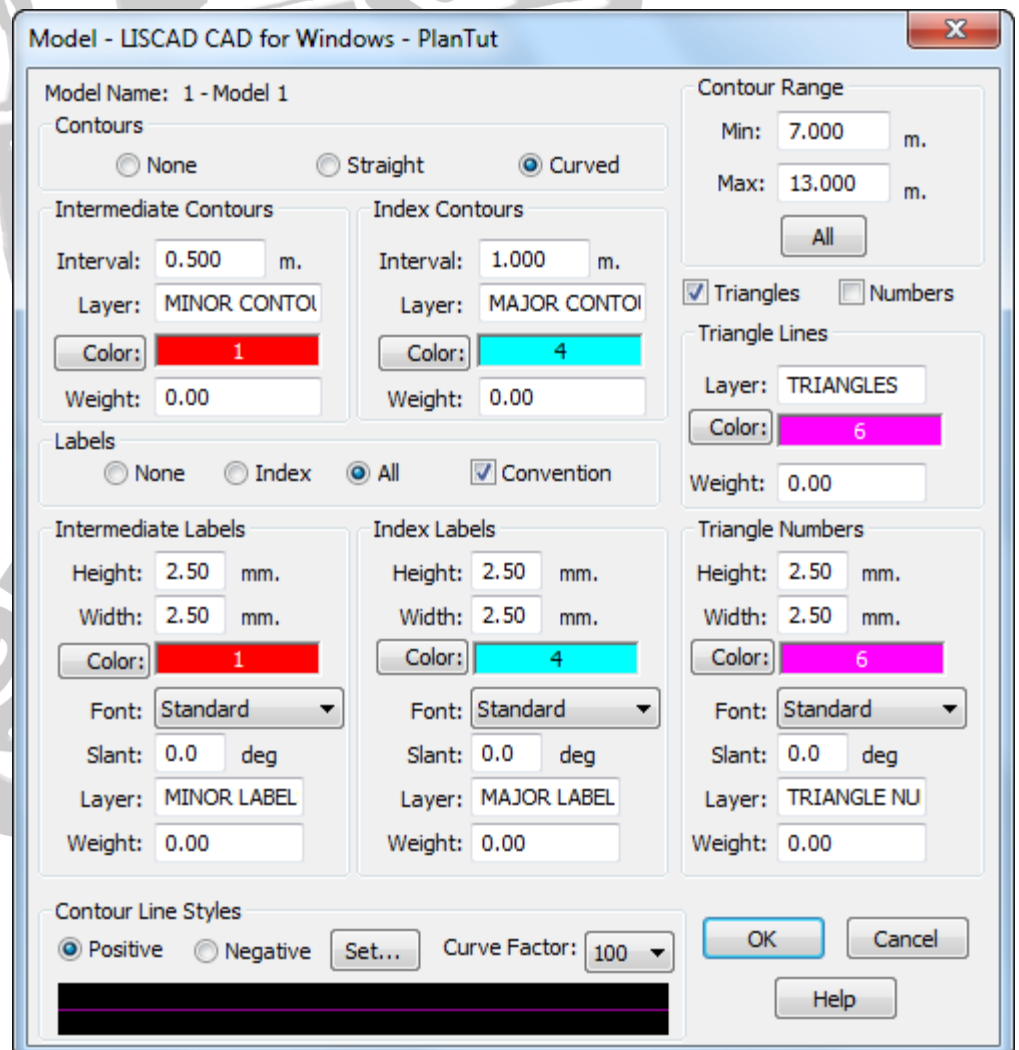 Model - LISCAD CAD for Windows - PlanTut
Model Name: 1 - Model 1
Contours
None Straight Curved
Contour Range
Min: 7.000 m.
Max: 13.000 m.
All
Intermediate Contours
Interval: 0.500 m.
Layer: MINOR CONTOU
Color: 1
Weight: 0.00
Index Contours
Interval: 1.000 m.
Layer: MAJOR CONTOU
Color: 4
Weight: 0.00
Triangles Numbers
Triangle Lines
Layer: TRIANGLES
Color: 6
Weight: 0.00
Labels
None Index All Convention
Intermediate Labels
Height: 2.50 mm.
Width: 2.50 mm.
Color: 1
Font: Standard
Slant: 0.0 deg
Layer: MINOR LABEL
Weight: 0.00
Index Labels
Height: 2.50 mm.
Width: 2.50 mm.
Color: 4
Font: Standard
Slant: 0.0 deg
Layer: MAJOR LABEL
Weight: 0.00
Triangle Numbers
Height: 2.50 mm.
Width: 2.50 mm.
Color: 6
Font: Standard
Slant: 0.0 deg
Layer: TRIANGLE NU
Weight: 0.00
Contour Line Styles
Positive Negative Set... Curve Factor: 100
OK Cancel
Help